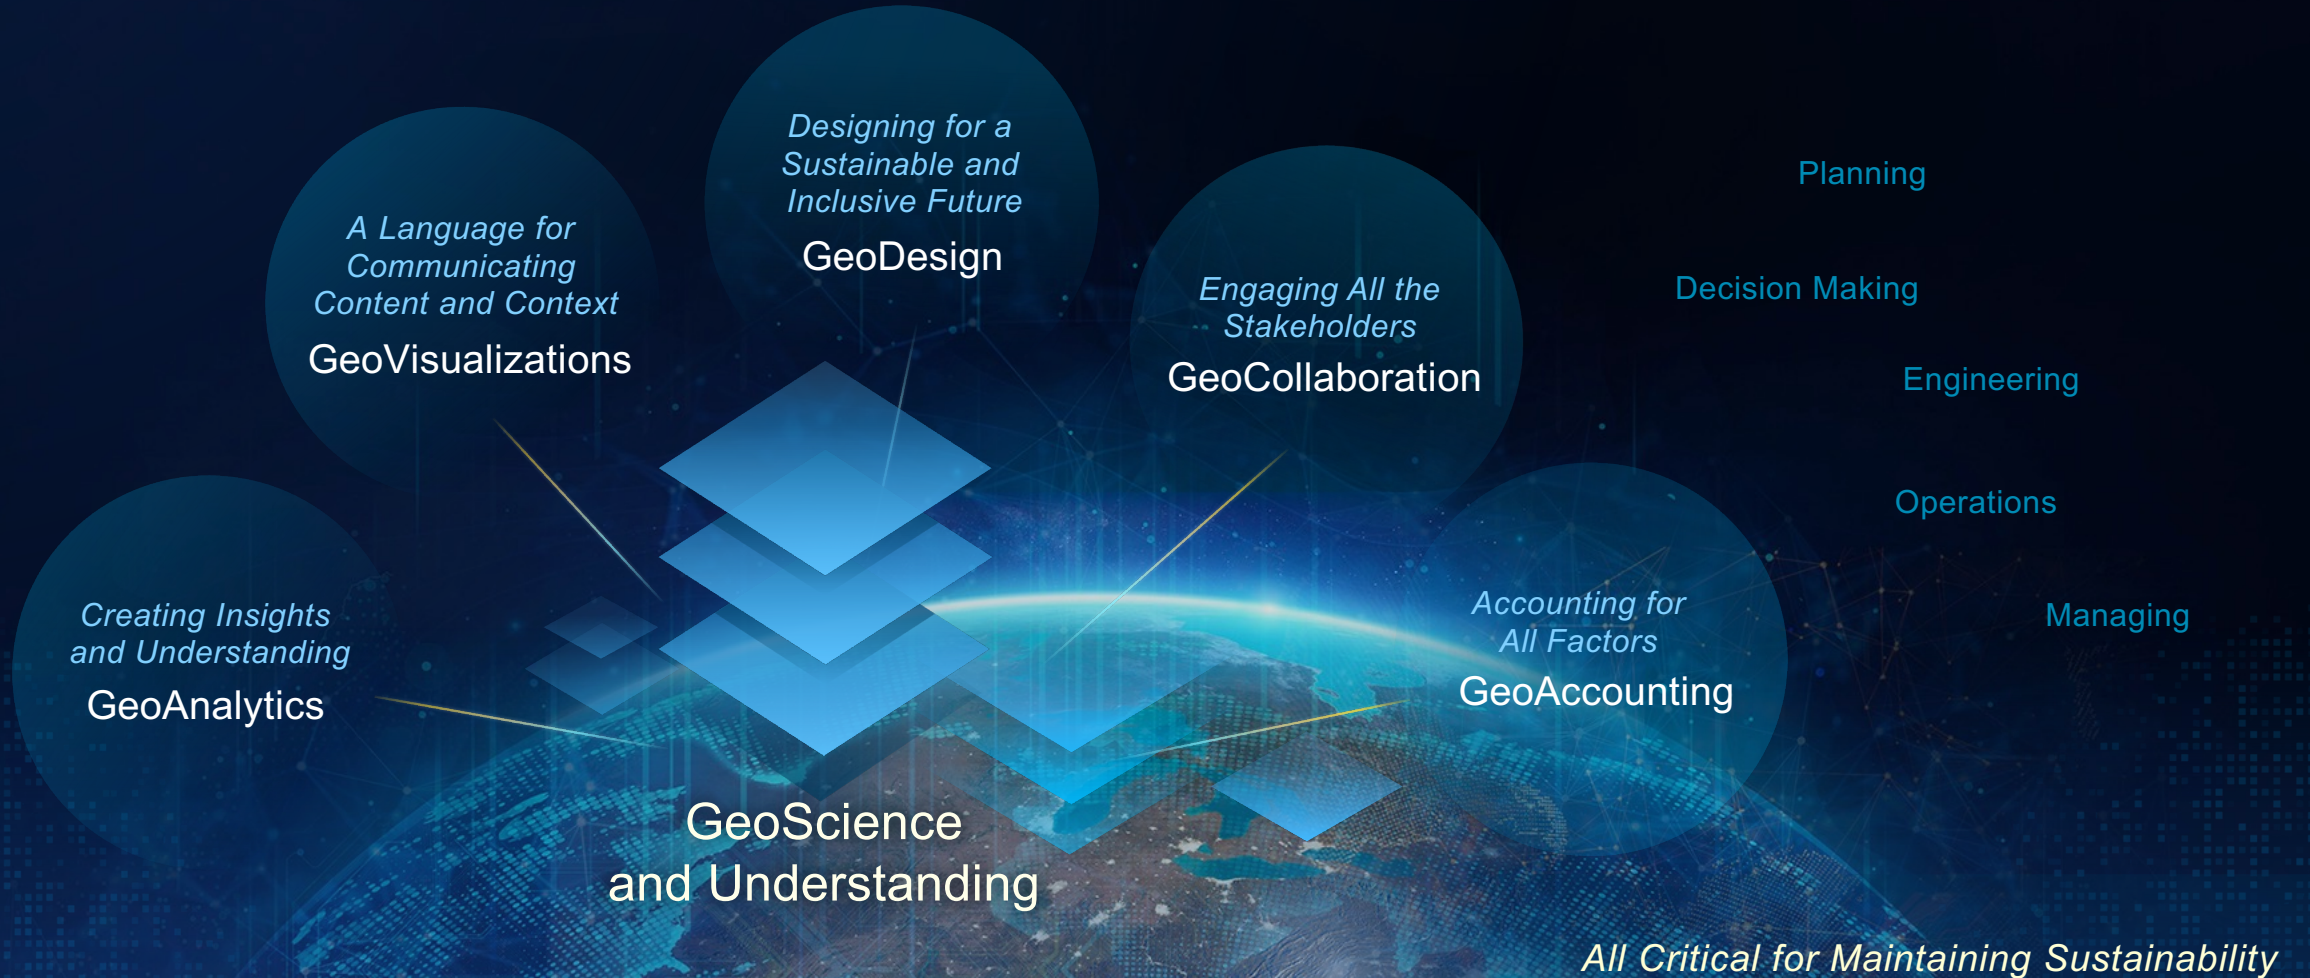 Designing for a
Sustainable and
Inclusive Future
GeoDesign
A Language for
Communicating
Content and Context
GeoVisualizations
Engaging All the
Stakeholders
GeoCollaboration
Creating Insights
and Understanding
GeoAnalytics
Accounting for
All Factors
GeoAccounting
GeoScience
and Understanding
Planning
Decision Making
Engineering
Operations
Managing
All Critical for Maintaining Sustainability